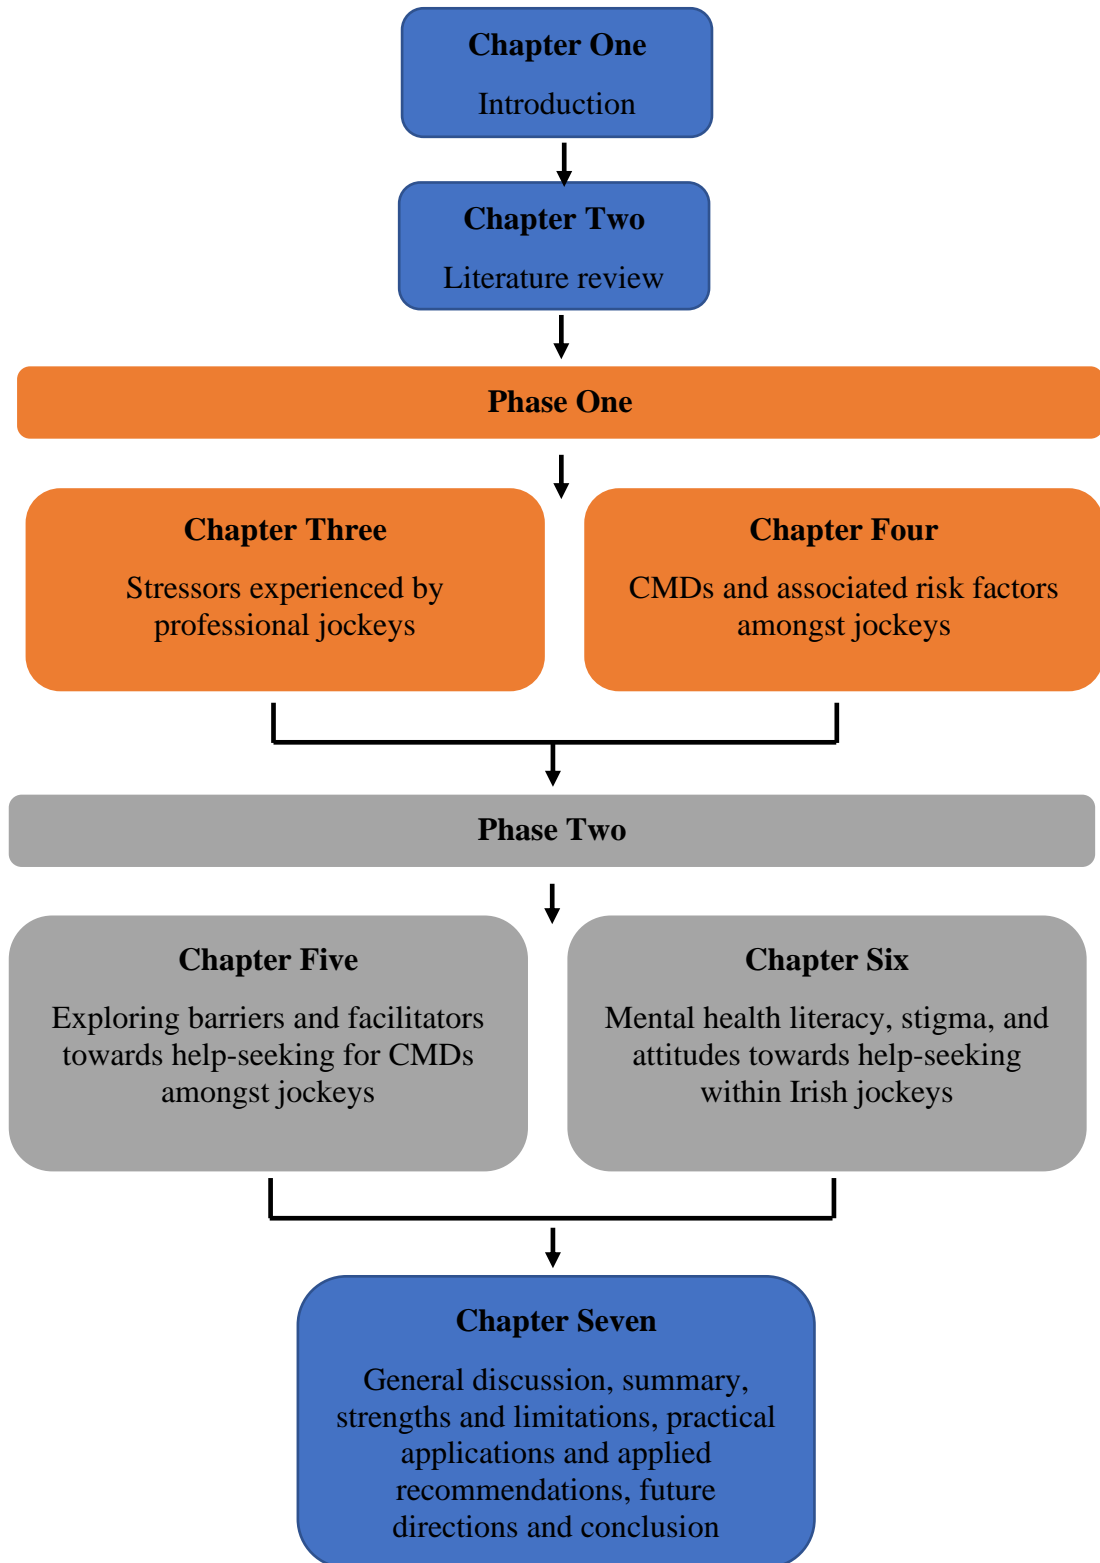 Chapter One
Introduction
Chapter Two
Literature review
Phase One
Chapter Three
Stressors experienced by
professional jockeys
Chapter Four
CMDs and associated risk factors
amongst jockeys
Phase Two
Chapter Five
Exploring barriers and facilitators
towards help-seeking for CMDs
amongst jockeys
Chapter Six
Mental health literacy, stigma, and
attitudes towards help-seeking
within Irish jockeys
Chapter Seven
General discussion, summary,
strengths and limitations, practical
applications and applied
recommendations, future
directions and conclusion